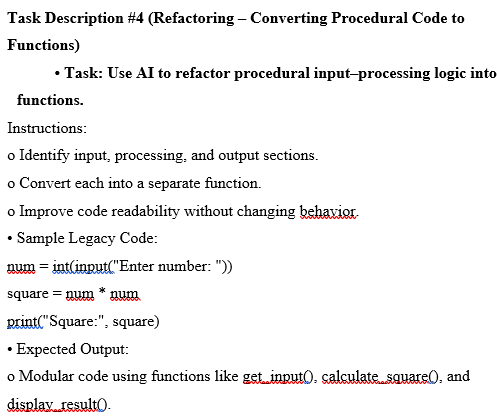 Task Description #4 (Refactoring – Converting Procedural Code to
Functions)
• Task: Use AI to refactor procedural input–processing logic into
functions.
Instructions:
o Identify input, processing, and output sections.
o Convert each into a separate function.
o Improve code readability without changing behavior.
• Sample Legacy Code:
num = int(input("Enter number: "))
square = num * num
print("Square:", square)
• Expected Output:
o Modular code using functions like get_input(), calculate_square(), and
display_result().